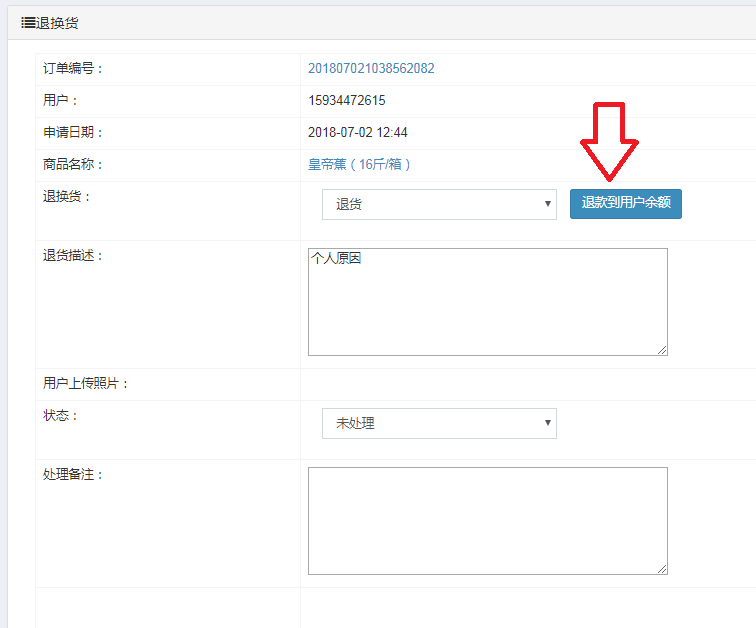 退换货
订单编号： 201807021038562082
用户： 15934472615
申请日期： 2018-07-02 12:44
商品名称： 皇帝蕉（16斤/箱）
退换货： 退货 退款到用户余额
退货描述： 个人原因
用户上传照片：
状态： 未处理
处理备注：